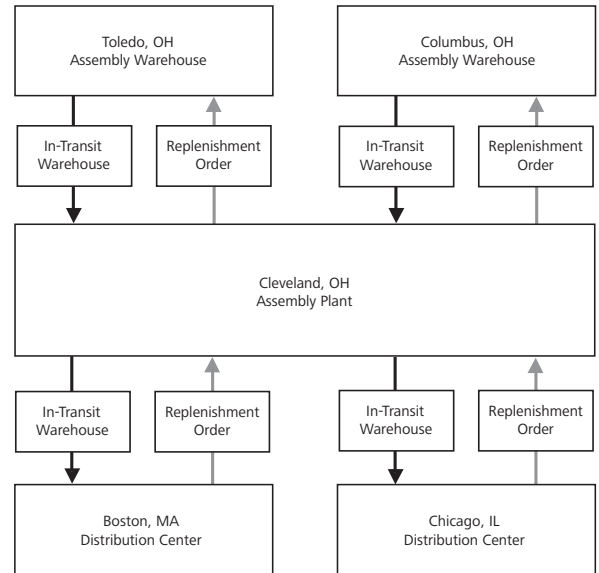 Toledo, OH
Assembly Warehouse
Columbus, OH
Assembly Warehouse
In-Transit
Warehouse
Replenishment
Order
In-Transit
Warehouse
Replenishment
Order
Cleveland, OH
Assembly Plant
In-Transit
Warehouse
Replenishment
Order
In-Transit
Warehouse
Replenishment
Order
Boston, MA
Distribution Center
Chicago, IL
Distribution Center